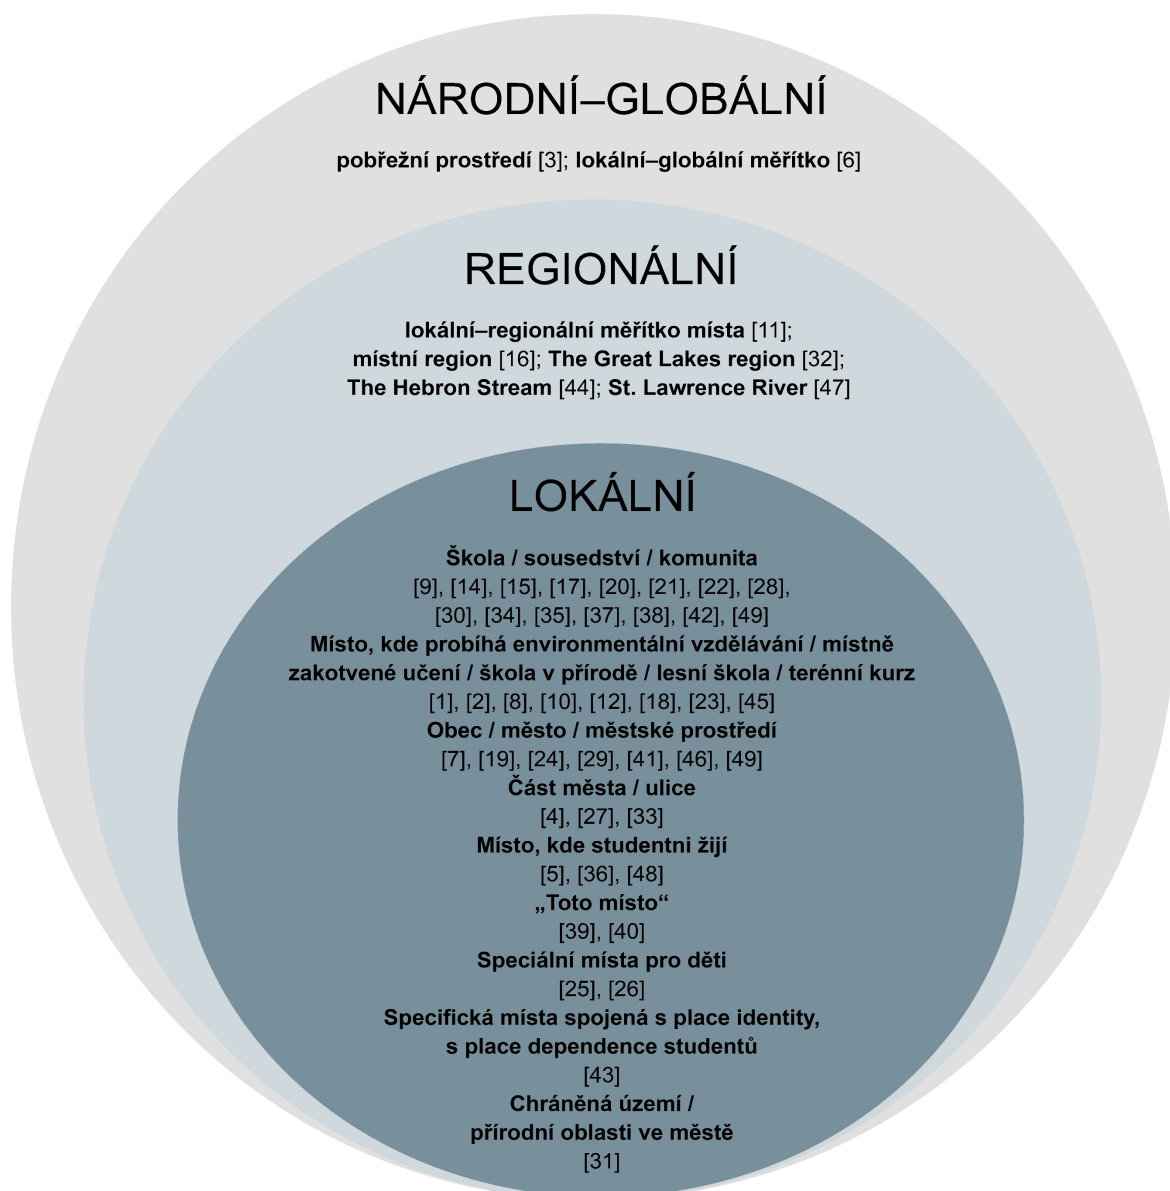 NÁRODNÍ–GLOBÁLNÍ
pobřežní prostředí [3]; lokální–globální měřítko [6]
REGIONÁLNÍ
lokální–regionální měřítko místa [11];
místní region [16]; The Great Lakes region [32];
The Hebron Stream [44]; St. Lawrence River [47]
LOKÁLNÍ
Škola / sousedství / komunita
[9], [14], [15], [17], [20], [21], [22], [28],
[30], [34], [35], [37], [38], [42], [49]
Místo, kde probíhá environmentální vzdělávání / místně
zakotvené učení / škola v přírodě / lesní škola / terénní kurz
[1], [2], [8], [10], [12], [18], [23], [45]
Obec / město / městské prostředí
[7], [19], [24], [29], [41], [46], [49]
Část města / ulice
[4], [27], [33]
Místo, kde studentni žijí
[5], [36], [48]
„Toto místo“
[39], [40]
Speciální místa pro děti
[25], [26]
Specifická místa spojená s place identity,
s place dependence studentů
[43]
Chráněná území /
přírodní oblasti ve městě
[31]